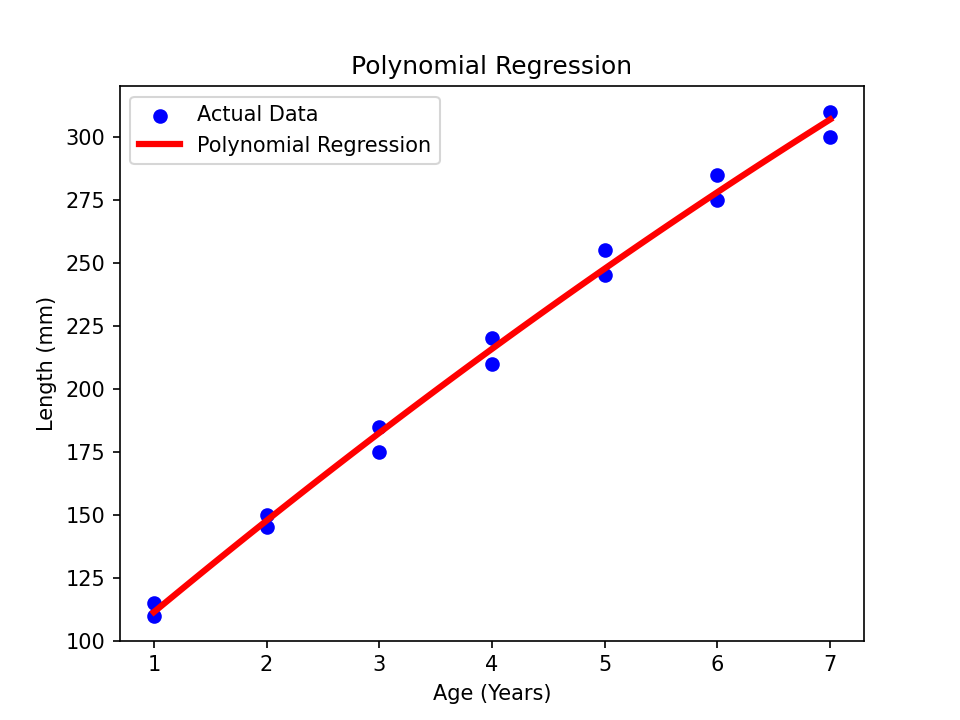 Polynomial Regression
Actual Data
Polynomial Regression
300
275
250
225
200
175
150
125
100
Length (mm)
1 2 3 4 5 6 7
Age (Years)